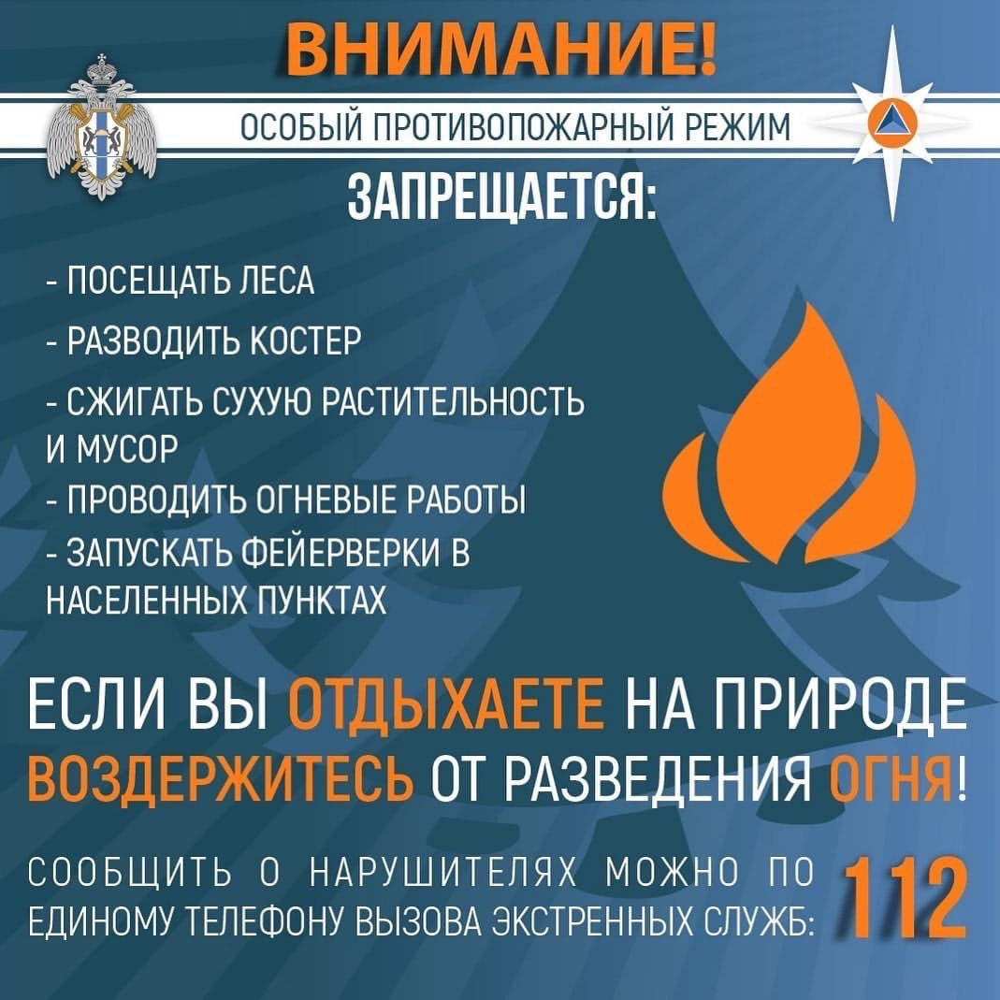 ВНИМАНИЕ!
ОСОБЫЙ ПРОТИВОПОЖАРНЫЙ РЕЖИМ
ЗАПРЕЩАЕТСЯ:
- ПОСЕЩАТЬ ЛЕСА
- РАЗВОДИТЬ КОСТЕР
- СЖИГАТЬ СУХУЮ РАСТИТЕЛЬНОСТЬ
И МУСОР
- ПРОВОДИТЬ ОГНЕВЫЕ РАБОТЫ
- ЗАПУСКАТЬ ФЕЙЕРВЕРКИ В
НАСЕЛЕННЫХ ПУНКТАХ
ЕСЛИ ВЫ ОТДЫХАЕТЕ НА ПРИРОДЕ
ВОЗДЕРЖИТЕСЬ ОТ РАЗВЕДЕНИЯ ОГНЯ!
СООБЩИТЬ О НАРУШИТЕЛЯХ МОЖНО ПО
ЕДИНОМУ ТЕЛЕФОНУ ВЫЗОВА ЭКСТРЕННЫХ СЛУЖБ: 112